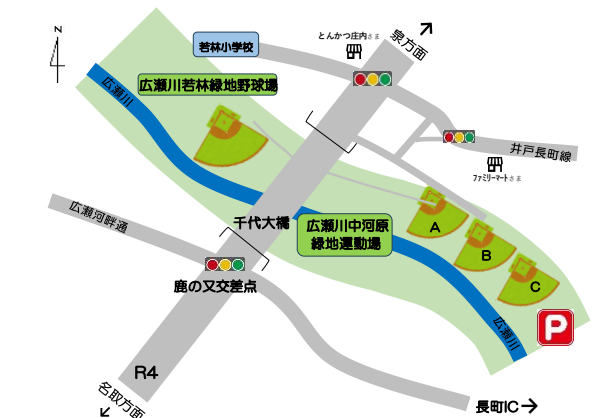 N
とんかつ庄内さま
泉方面
若林小学校
広瀬川若林緑地野球場
広瀬川
井戸長町線
ファミリーマートさま
広瀬河畔通
千代大橋
広瀬川中河原
緑地運動場
A
B
C
鹿の又交差点
広瀬川
P
R4
名取方面
長町IC→